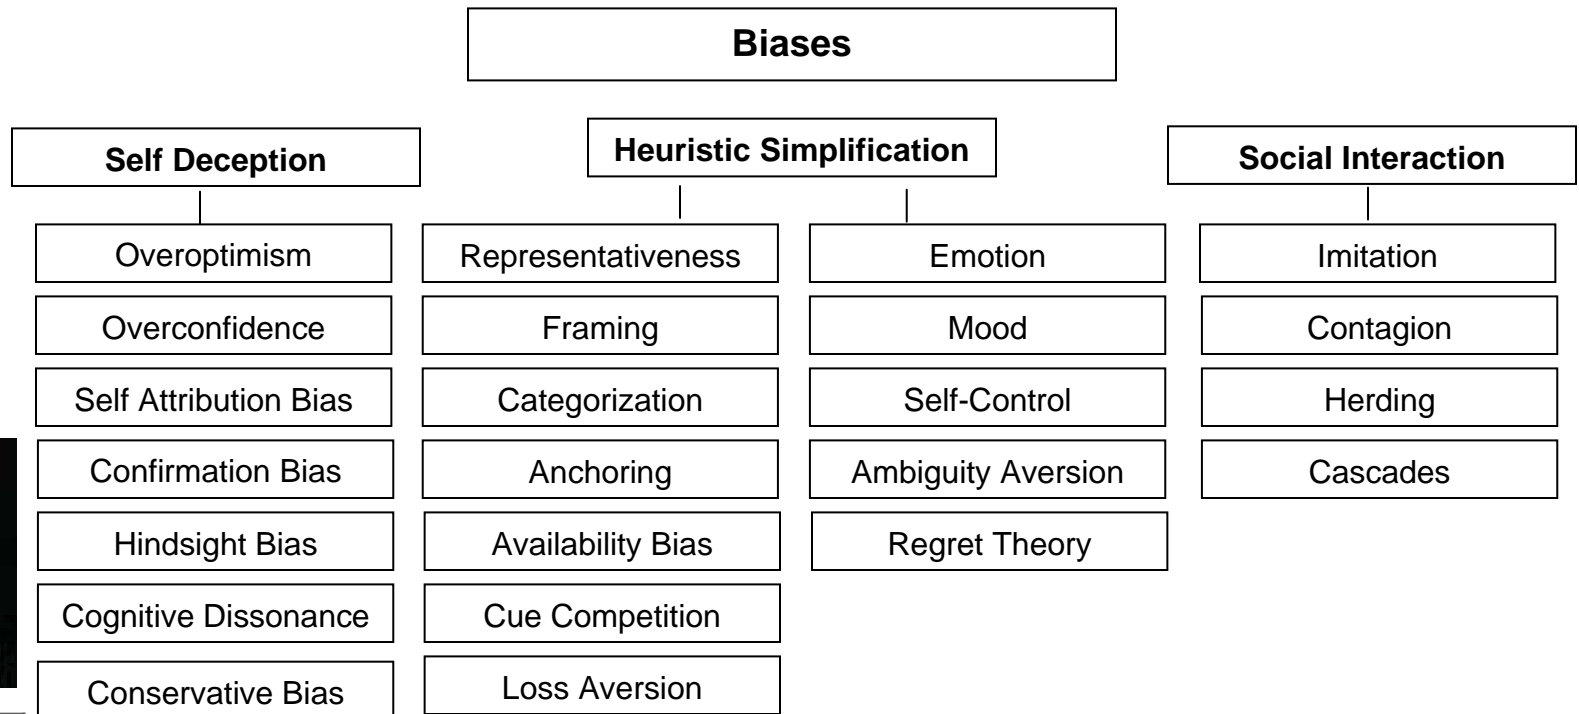 Biases
Self Deception
Heuristic Simplification
Social Interaction
Overoptimism
Representativeness
Emotion
Imitation
Overconfidence
Framing
Mood
Contagion
Self Attribution Bias
Categorization
Self-Control
Herding
Confirmation Bias
Anchoring
Ambiguity Aversion
Cascades
Hindsight Bias
Availability Bias
Regret Theory
Cognitive Dissonance
Cue Competition
Conservative Bias
Loss Aversion